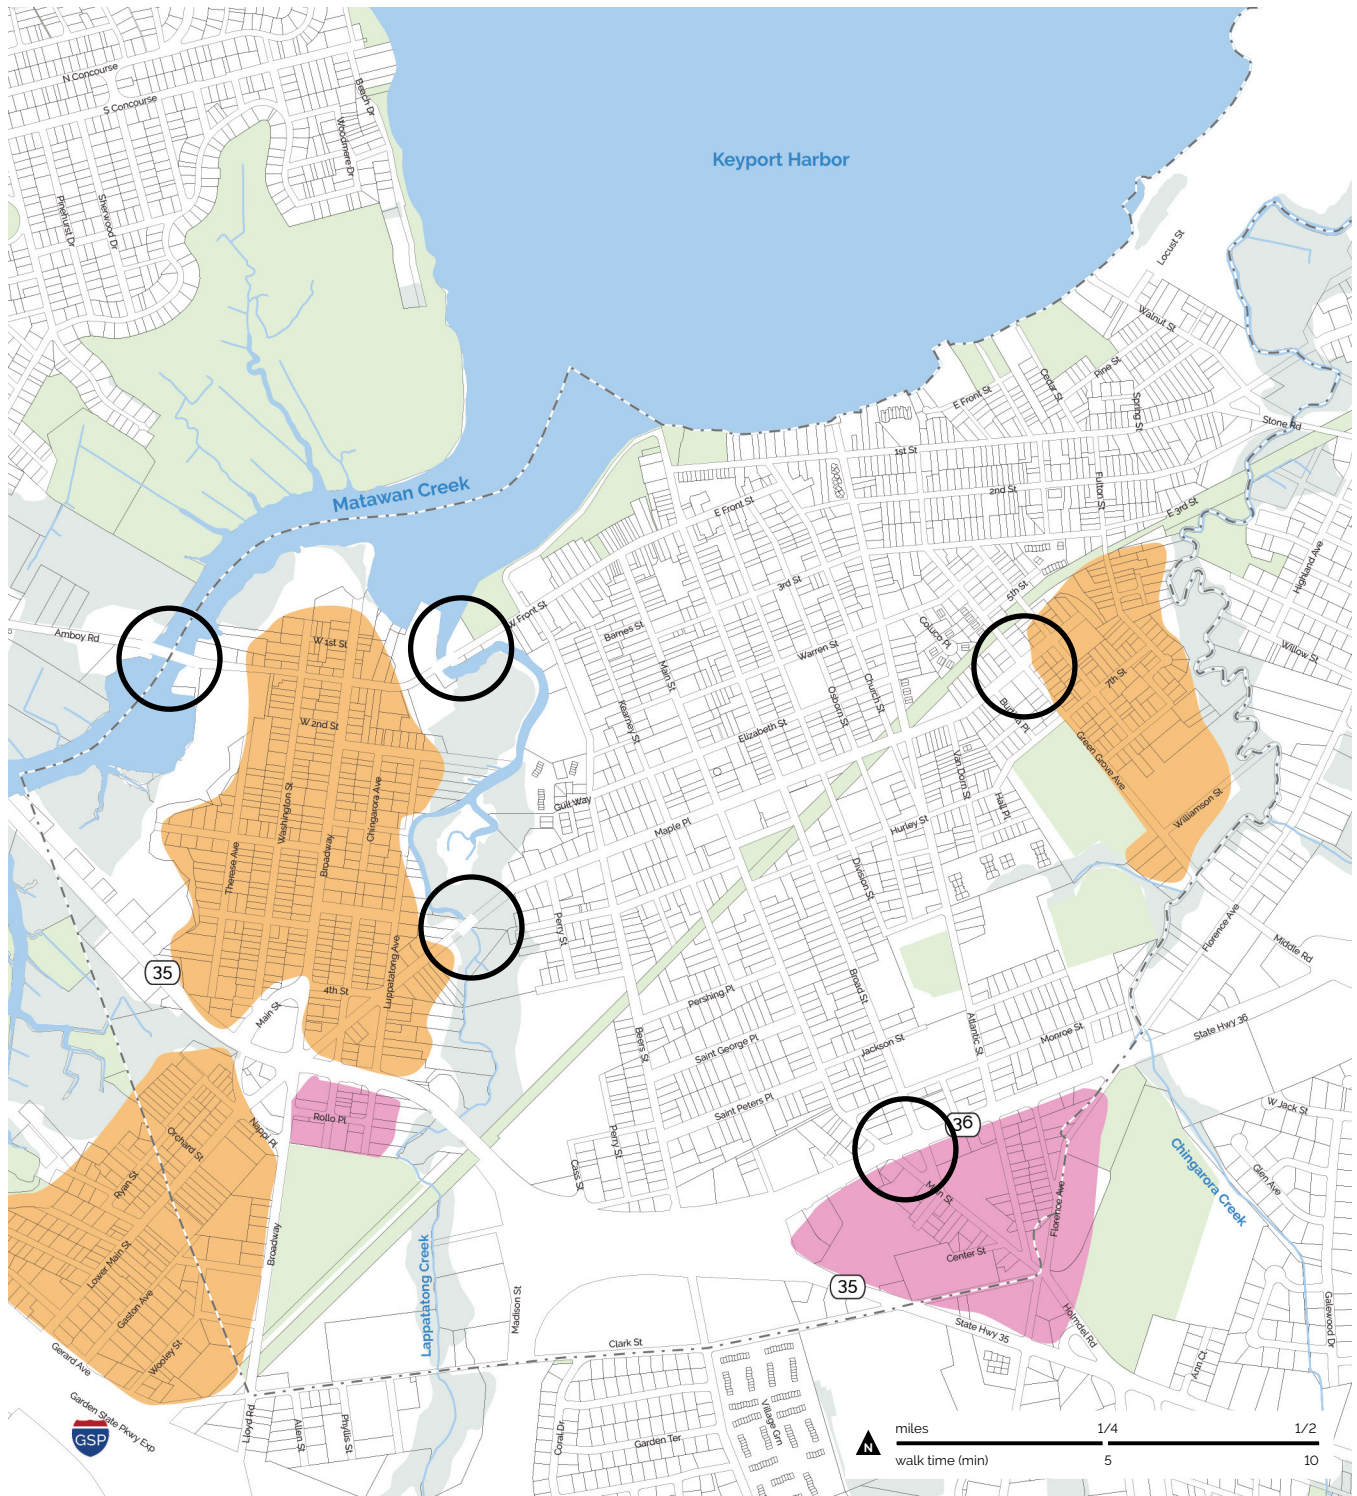 N Concourse
S Concourse
Beech Dr
Woodmere Dr
Pinehurst Dr
Sherwood Dr
Keyport Harbor
Locust St
Walnut St
Pine St
Cedar St
E Front St
Spring St
Stone Rd
1st St
2nd St
Fulton St
E 3rd St
Matawan Creek
E Front St
3rd St
5th St
Highland Ave
Amboy Rd
W 1st St
W Front St
Barnes St
Warren St
Coluco Pl
Willow St
Main St
Osborn St
Church St
7th St
W 2nd St
Kearney St
Elizabeth St
Burdge Pl
Green Grove Ave
Van Dorn St
Hall Pl
Williamson St
Washington St
Chingarora Ave
Broadway
Therese Ave
Gull Way
Maple Pl
Hurley St
Division St
Perry St
Florence Ave
Middle Rd
35
Luppatatong Ave
4th St
Main St
Pershing Pl
Broad St
Atlantic St
Monroe St
State Hwy 36
Beers St
Saint George Pl
Jackson St
Rollo Pl
Nappi Pl
Orchard St
Saint Peters Pl
36
W Jack St
Perry St
Cass St
Ryan St
Main St
Florence Ave
Chingarora Creek
Glen Ave
Lower Main St
Broadway
Lappatatong Creek
Center St
Gaston Ave
Madison St
35
Holmdel Rd
Galewood Dr
State Hwy 35
Clark St
Wooley St
Gerard Ave
Ann Ct
Garden State Pkwy Exp
GSP
Lloyd Rd
Allen St
Phyllis St
Coral Dr
Garden Ter
Village Grn
N
miles 1/4 1/2
walk time (min) 5 10